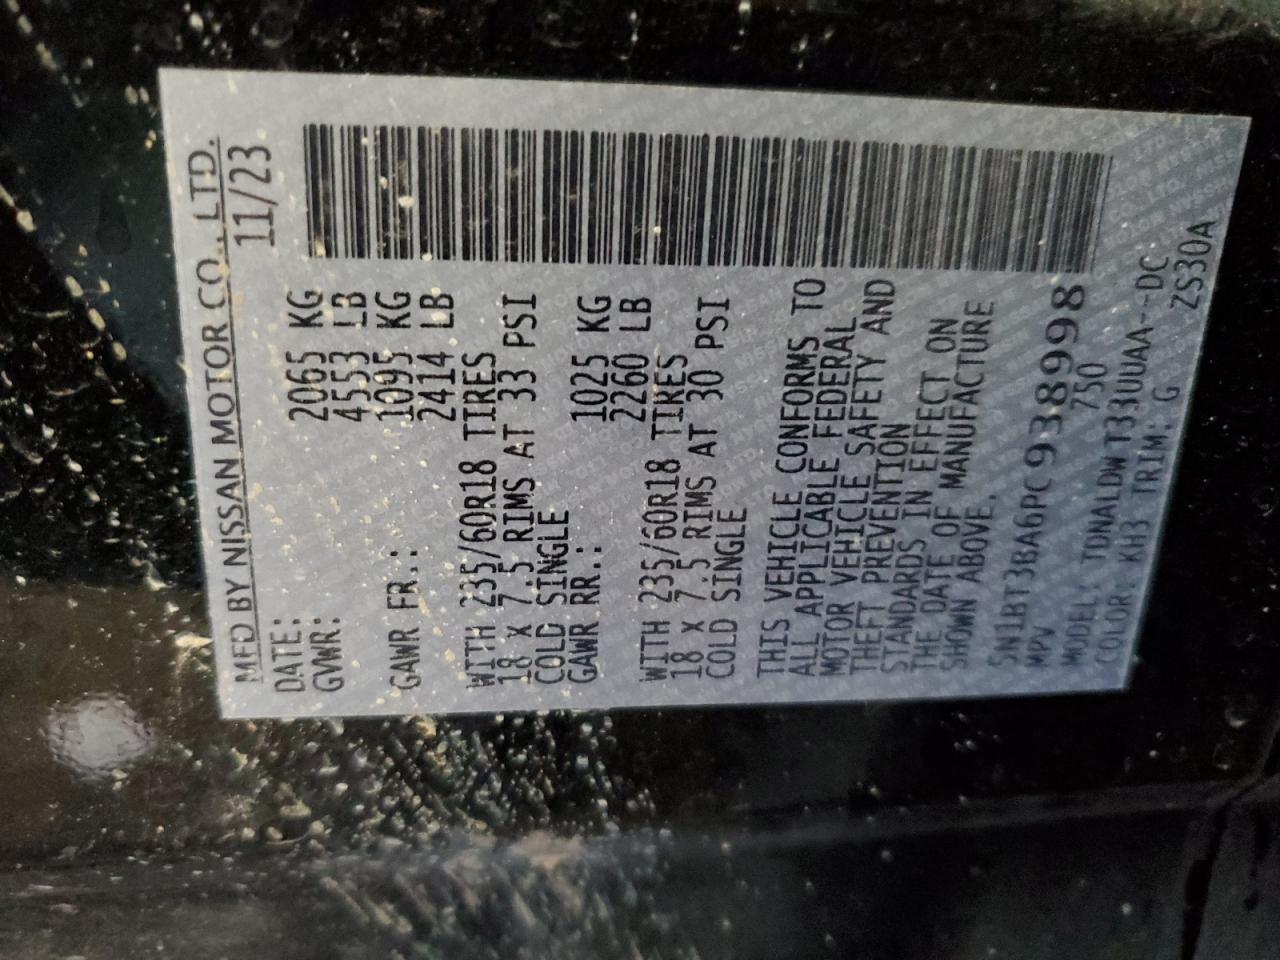 MFD BY NISSAN MOTOR CO., LTD.
DATE: 11/23
GVWR: 2065 KG
4553 LB
GAWR FR.: 1095 KG
2414 LB
WITH 235/60R18 TIRES
18 X 7.5 RIMS AT 33 PSI
COLD SINGLE
GAWR RR.: 1025 KG
2260 LB
WITH 235/60R18 TIRES
18 X 7.5 RIMS AT 30 PSI
COLD SINGLE
THIS VEHICLE CONFORMS TO
ALL APPLICABLE FEDERAL
MOTOR VEHICLE SAFETY AND
THEFT PREVENTION
STANDARDS IN EFFECT ON
THE DATE OF MANUFACTURE
SHOWN ABOVE.
5N1BT3BA6PC938998
MPV 750
MODEL: TDNALDWT33UUAA--DC
COLOR: KH3 TRIM: G ZS30A